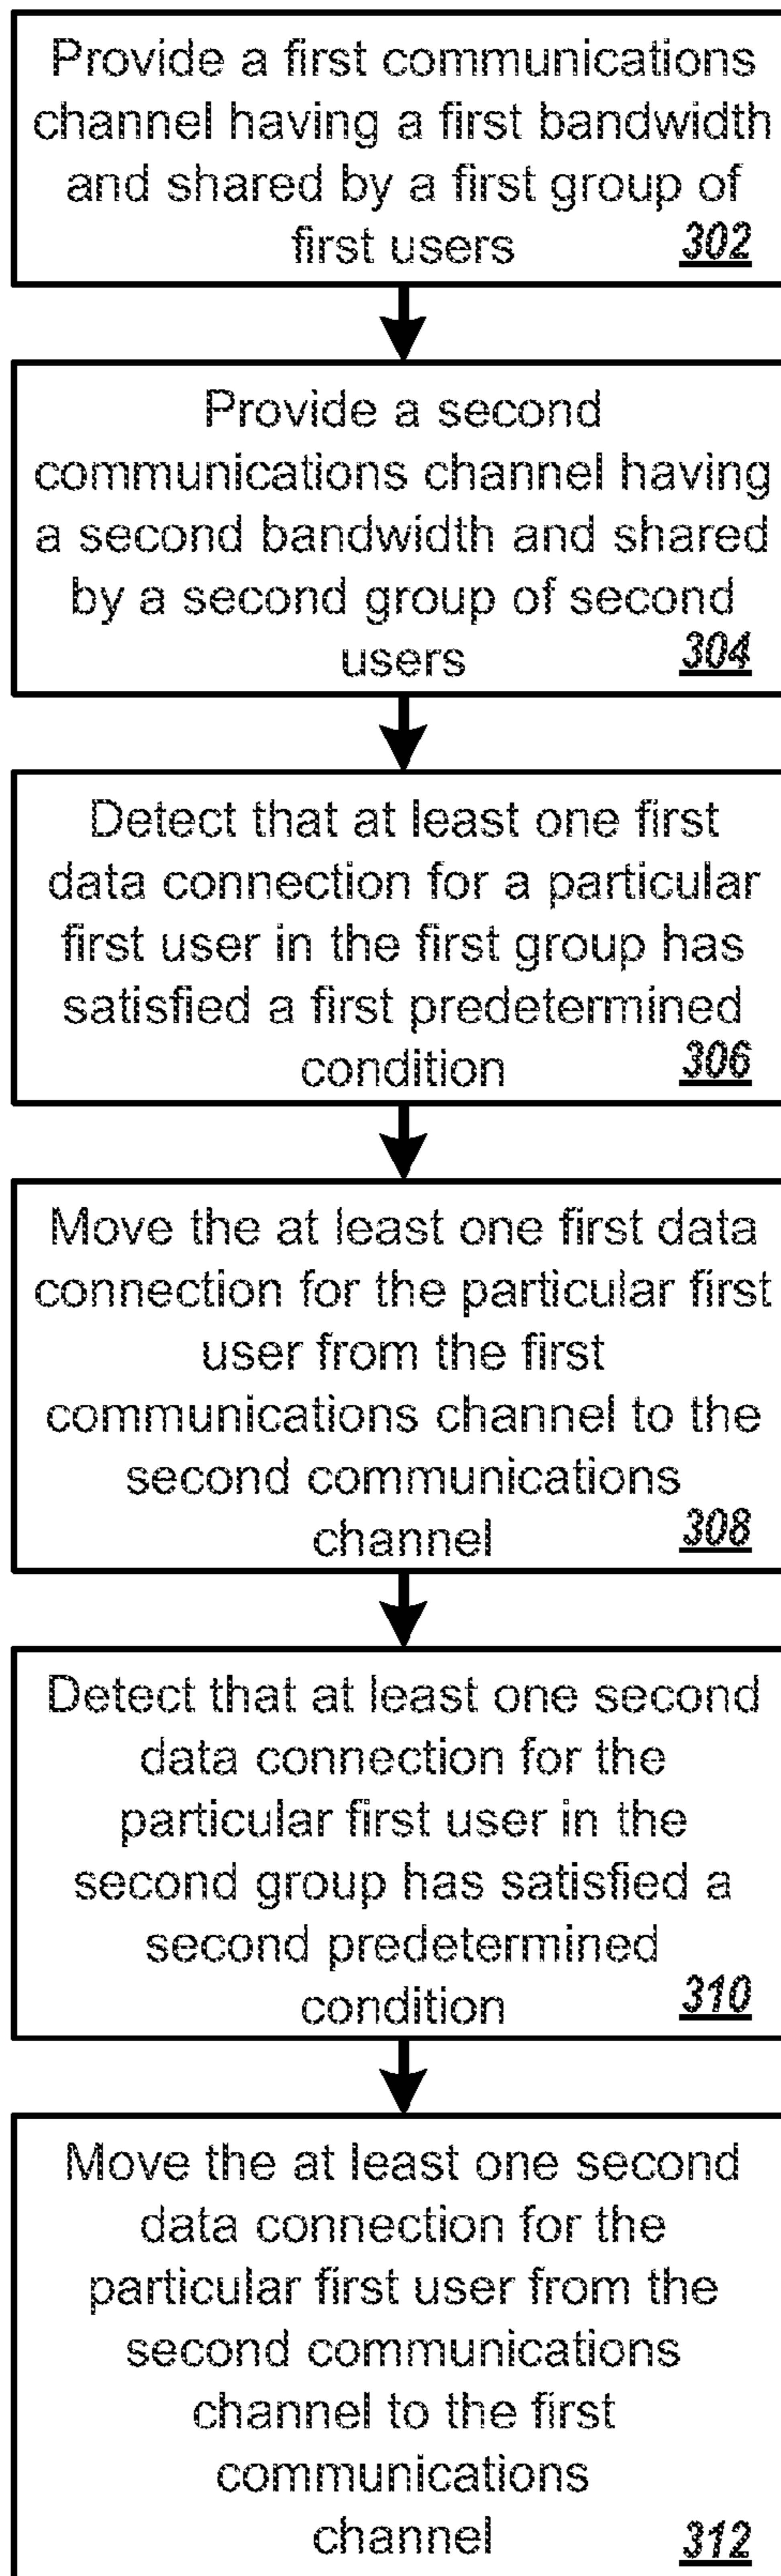 Provide a first communications
channel having a first bandwidth
and shared by a first group of
first users 302
Provide a second
communications channel having
a second bandwidth and shared
by a second group of second
users 304
Detect that at least one first
data connection for a particular
first user in the first group has
satisfied a first predetermined
condition 306
Move the at least one first data
connection for the particular first
user from the first
communications channel to the
second communications
channel 308
Detect that at least one second
data connection for the
particular first user in the
second group has satisfied a
second predetermined
condition 310
Move the at least one second
data connection for the
particular first user from the
second communications
channel to the first
communications
channel 312